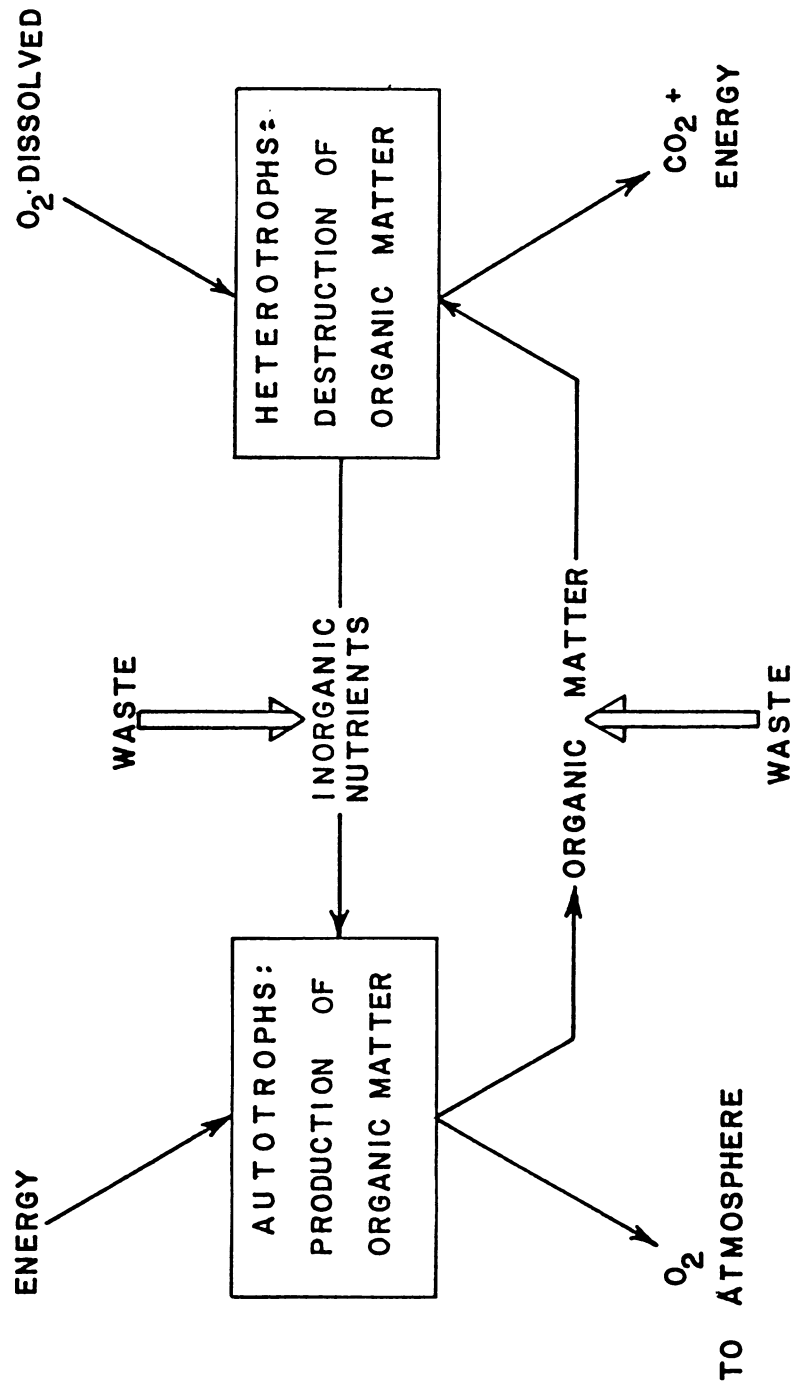 ENERGY
O2·DISSOLVED
WASTE
AUTOTROPHS:
PRODUCTION OF
ORGANIC MATTER
INORGANIC
NUTRIENTS
HETEROTROPHS:
DESTRUCTION OF
ORGANIC MATTER
ORGANIC MATTER
O2
TO ATMOSPHERE
WASTE
CO2 +
ENERGY